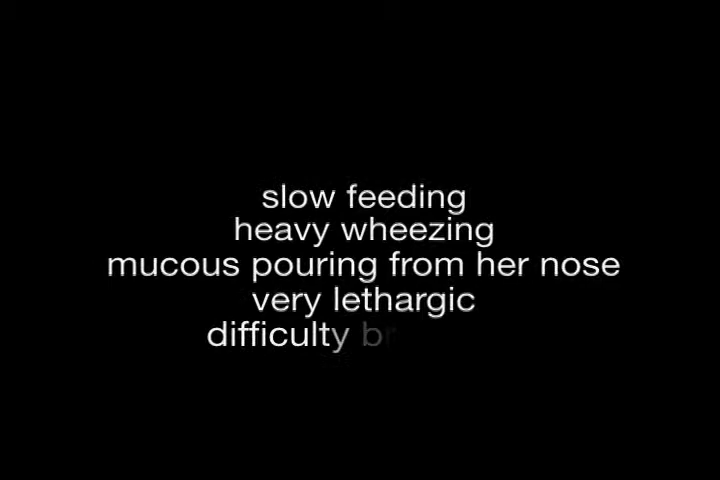 slow feeding
heavy wheezing
mucous pouring from her nose
very lethargic
difficulty